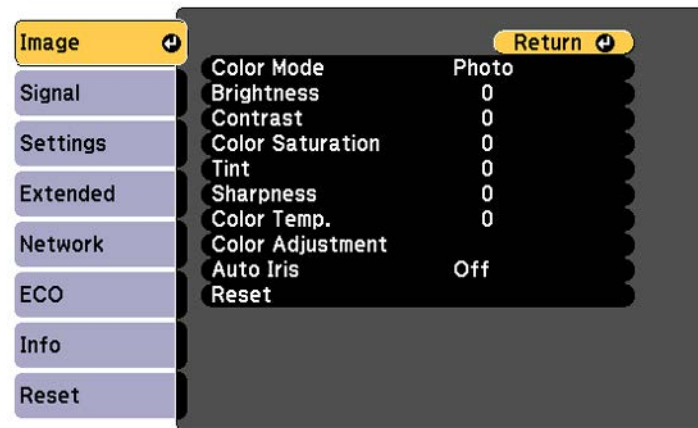 Image
Signal
Settings
Extended
Network
ECO
Info
Reset
Return
Color Mode Photo
Brightness 0
Contrast 0
Color Saturation 0
Tint 0
Sharpness 0
Color Temp. 0
Color Adjustment
Auto Iris Off
Reset